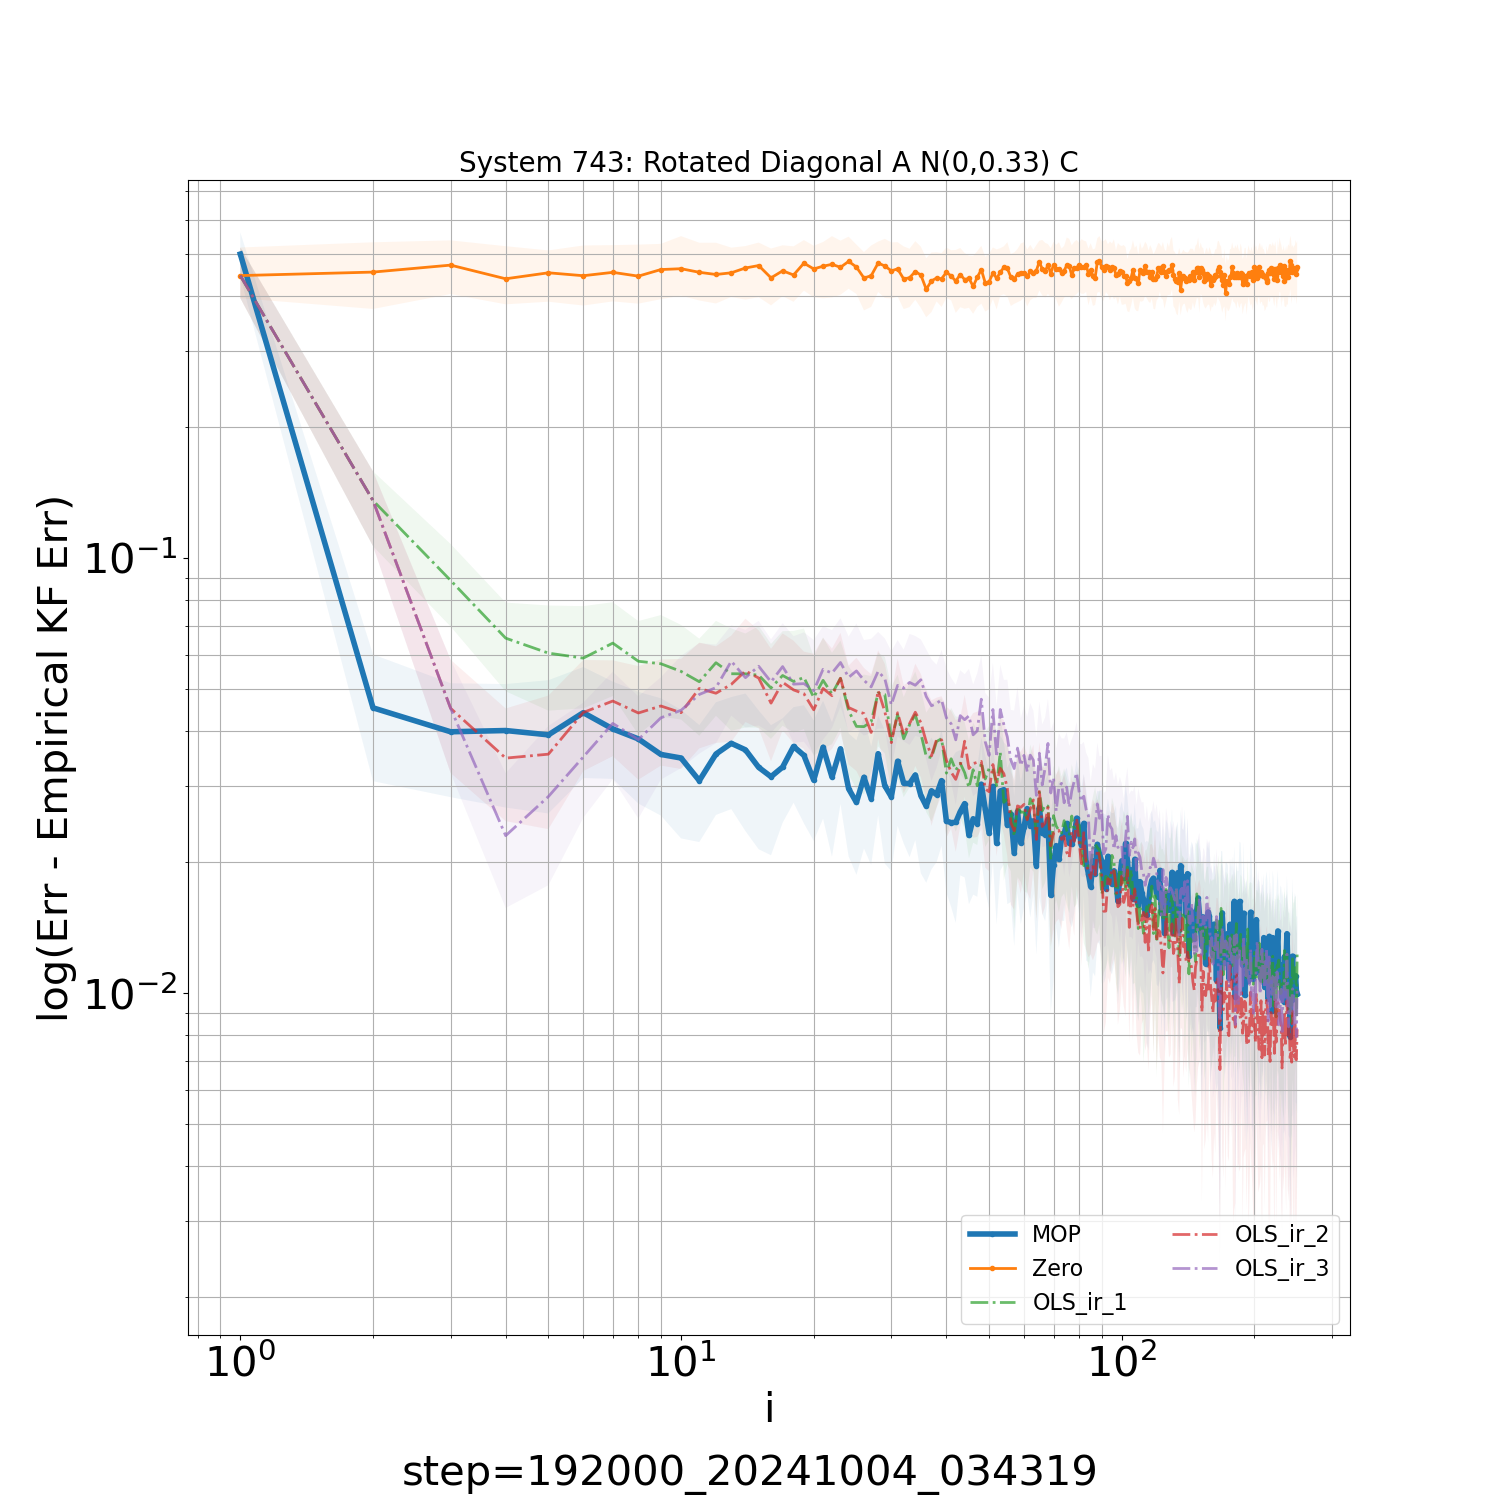 System 743: Rotated Diagonal A N(0,0.33) C
log(Err - Empirical KF Err)
10⁻¹
10⁻²
MOP
Zero
OLS_ir_1
OLS_ir_2
OLS_ir_3
10⁰ 10¹ 10²
i
step=192000_20241004_034319